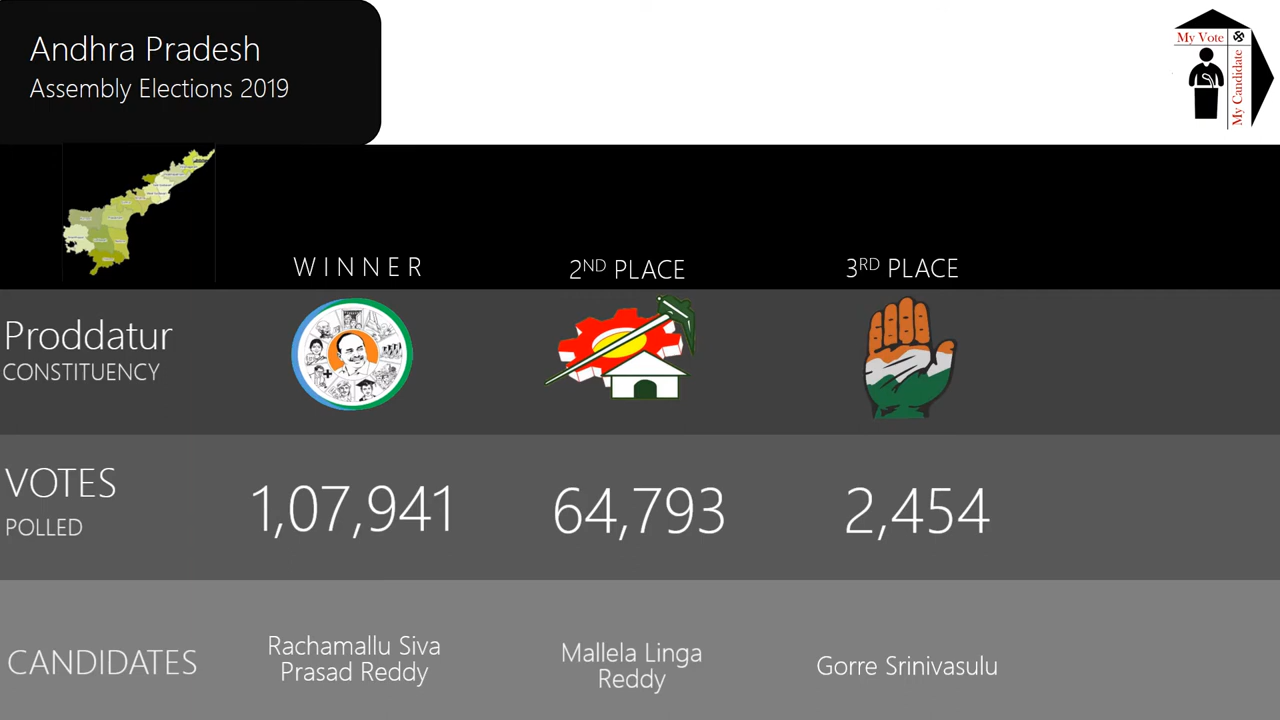 Andhra Pradesh
Assembly Elections 2019
My Vote
My Candidate
WINNER
2ND PLACE
3RD PLACE
Proddatur
CONSTITUENCY
VOTES
POLLED
1,07,941
64,793
2,454
CANDIDATES
Rachamallu Siva
Prasad Reddy
Mallela Linga
Reddy
Gorre Srinivasulu